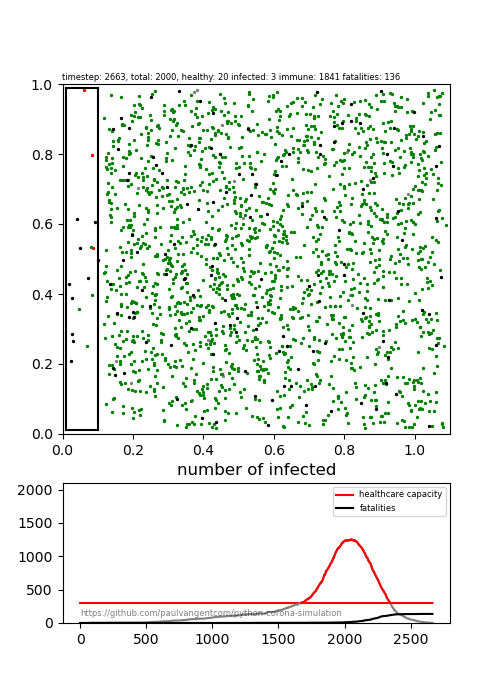 timestep: 2663, total: 2000, healthy: 20 infected: 3 immune: 1841 fatalities: 136
1.0
0.8
0.6
0.4
0.2
0.0
0.0 0.2 0.4 0.6 0.8 1.0
number of infected
2000
1500
1000
500
0
healthcare capacity
fatalities
https://github.com/paulvangentcom/python-corona-simulation
0 500 1000 1500 2000 2500